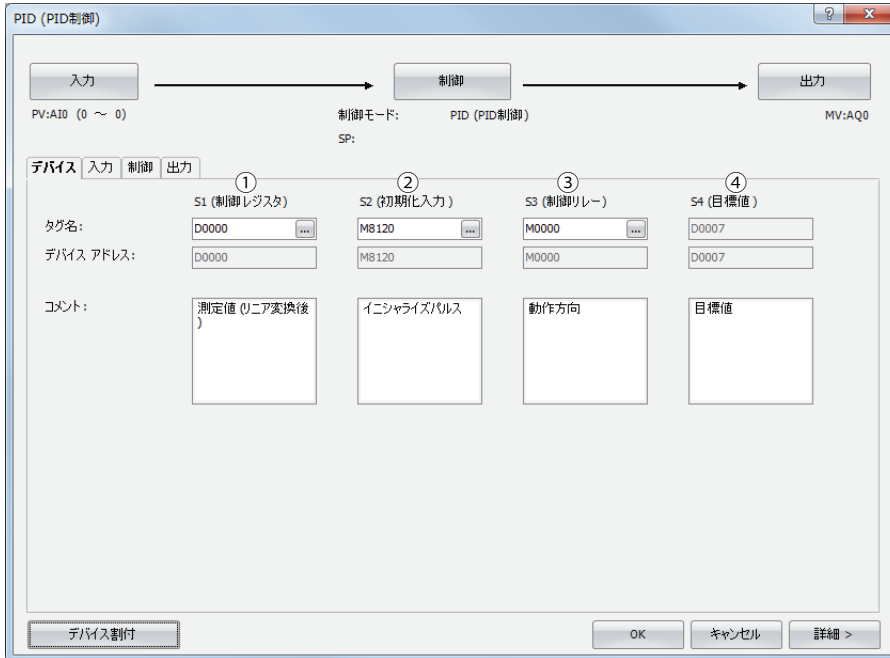 PID (PID制御)
入力
制御
出力
PV:AI0 (0 ～ 0)
制御モード: PID (PID制御)
MV:AQ0
SP:
デバイス 入力 制御 出力
① ② ③ ④
S1 (制御レジスタ) S2 (初期化入力) S3 (制御リレー) S4 (目標値)
タグ名: D0000 ... M8120 ... M0000 ... D0007
デバイス アドレス: D0000 M8120 M0000 D0007
コメント: 測定値 (リニア変換後 イニシャライズパルス 動作方向 目標値
)
デバイス割付
OK キャンセル 詳細 >